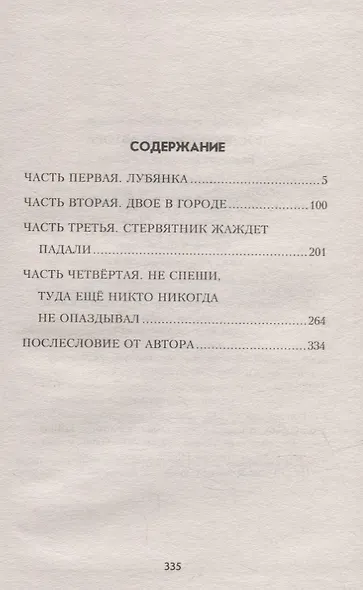 СОДЕРЖАНИЕ
ЧАСТЬ ПЕРВАЯ. ЛУБЯНКА 5
ЧАСТЬ ВТОРАЯ. ДВОЕ В ГОРОДЕ 100
ЧАСТЬ ТРЕТЬЯ. СТЕРВЯТНИК ЖАЖДЕТ
ПАДАЛИ 201
ЧАСТЬ ЧЕТВЁРТАЯ. НЕ СПЕШИ,
ТУДА ЕЩЁ НИКТО НИКОГДА
НЕ ОПАЗДЫВАЛ 264
ПОСЛЕСЛОВИЕ ОТ АВТОРА 334
335